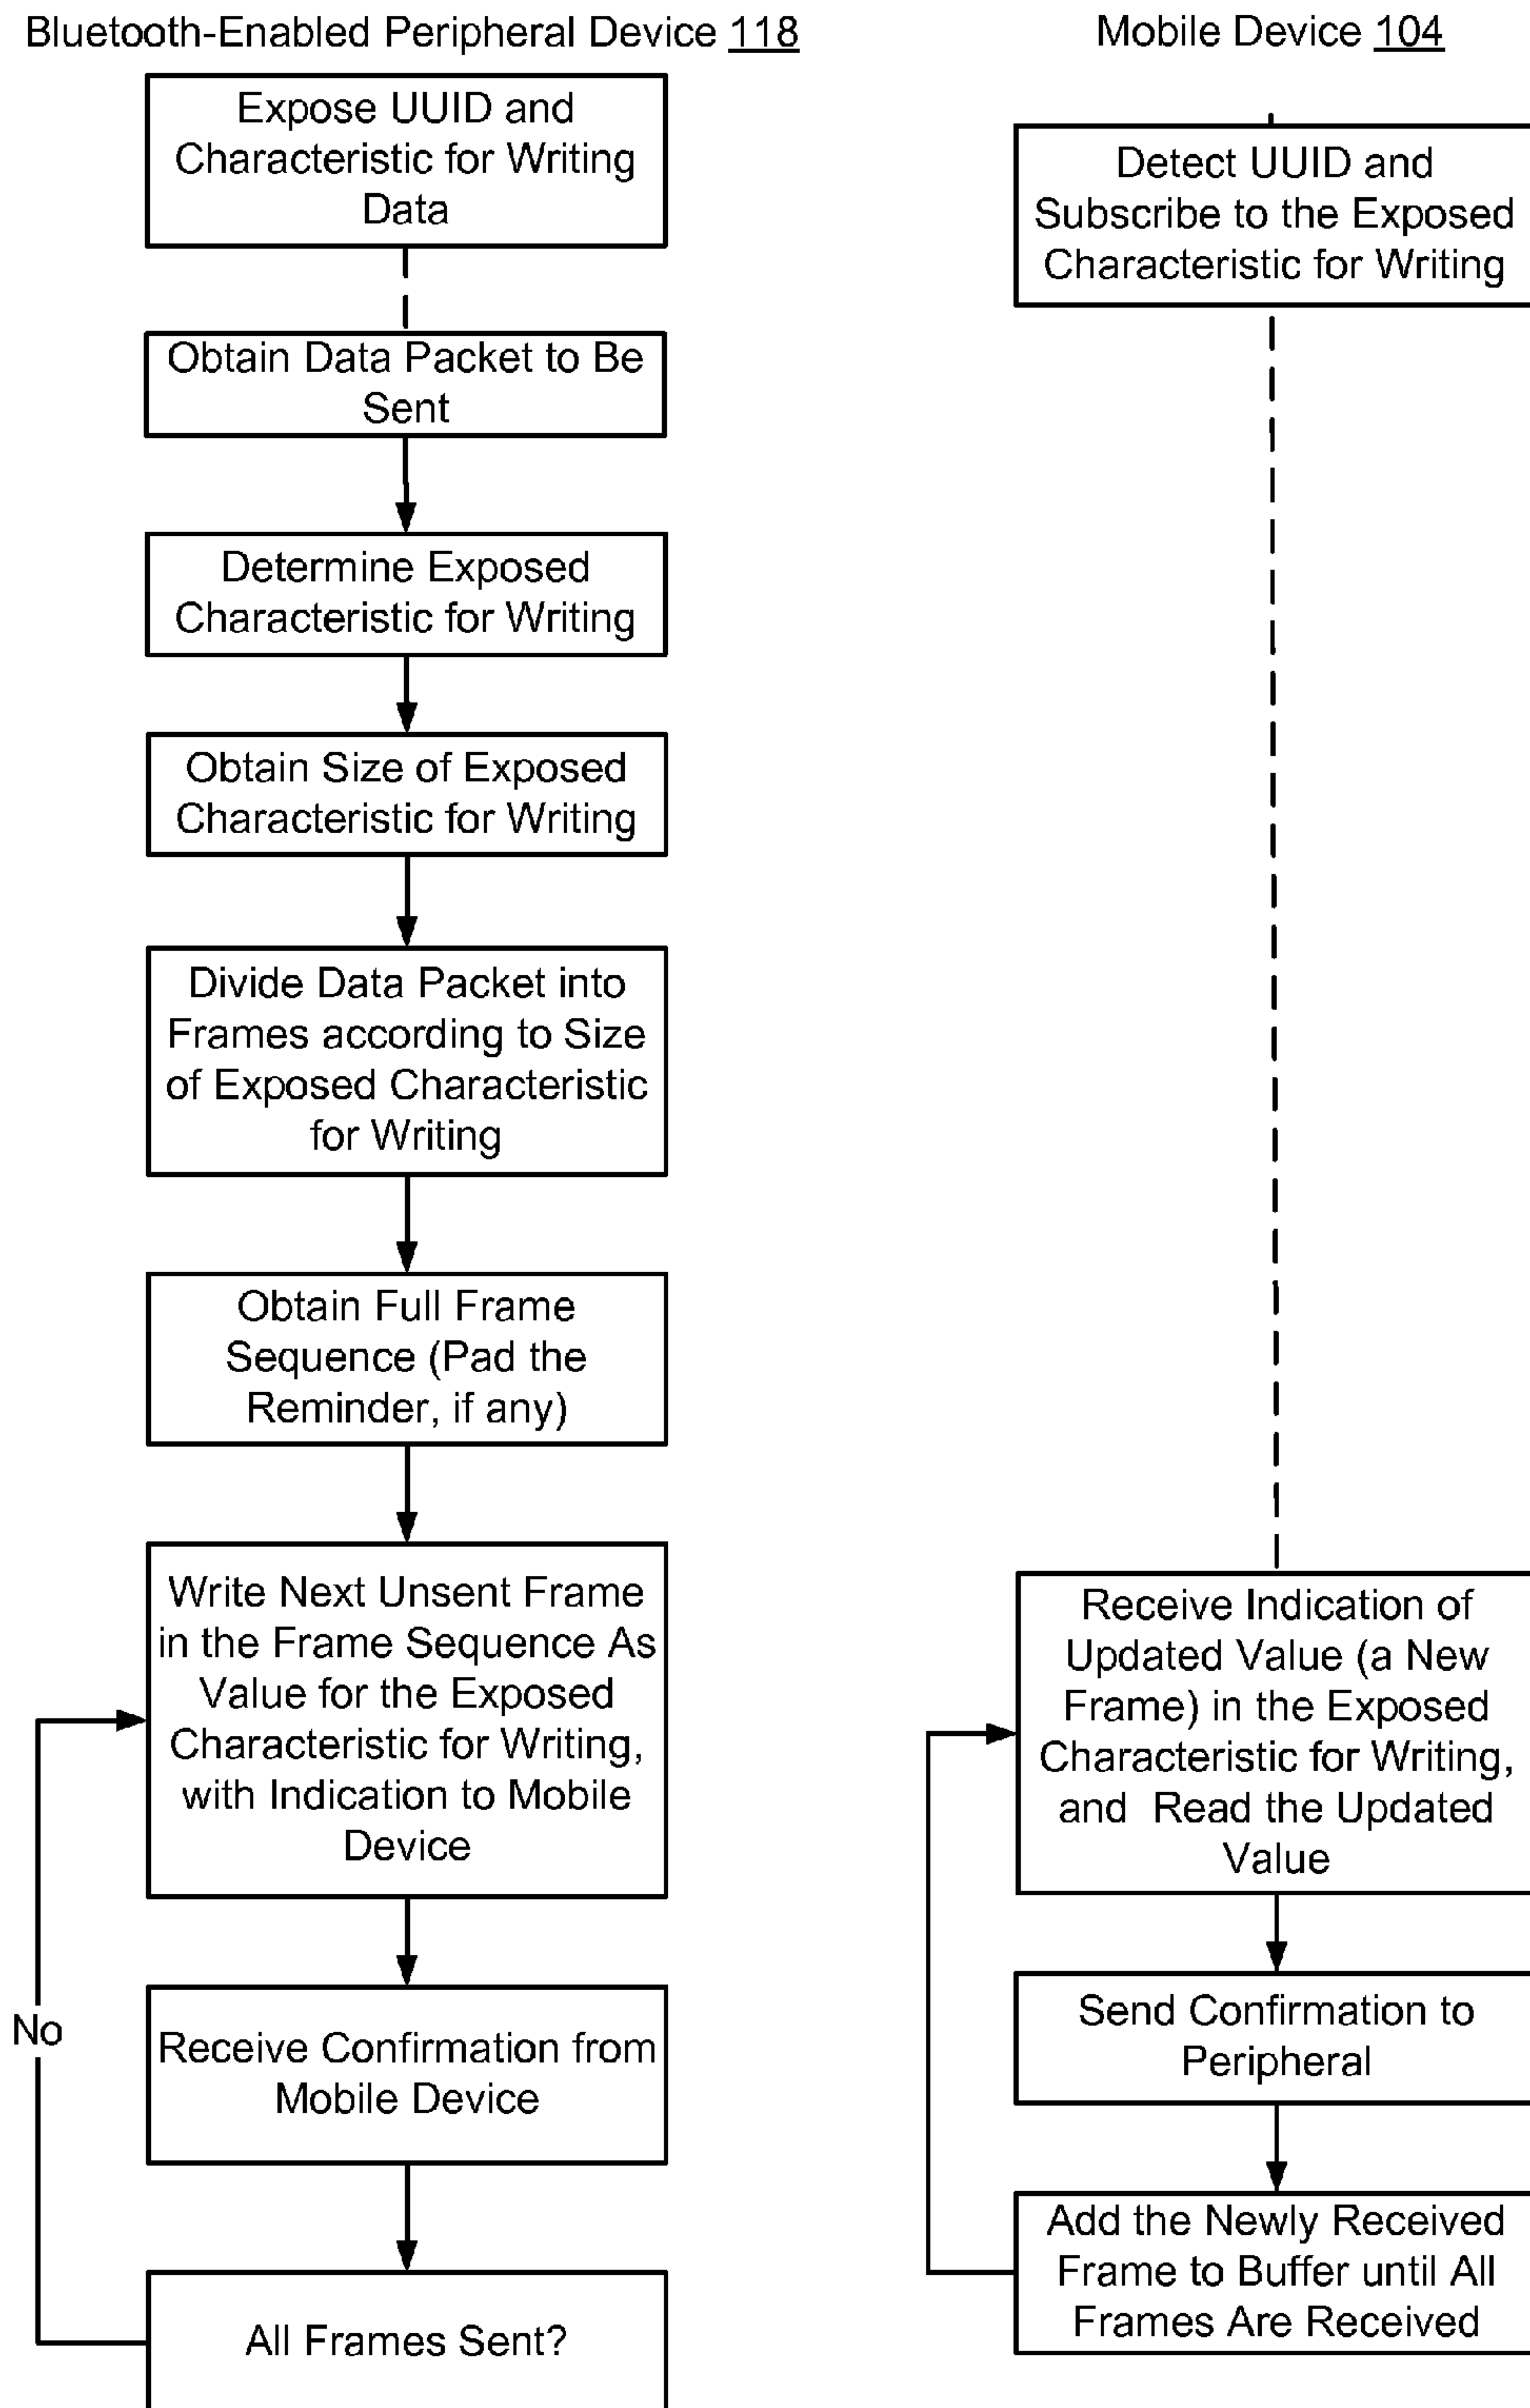 Bluetooth-Enabled Peripheral Device 118
Expose UUID and
Characteristic for Writing
Data
Obtain Data Packet to Be
Sent
Determine Exposed
Characteristic for Writing
Obtain Size of Exposed
Characteristic for Writing
Divide Data Packet into
Frames according to Size
of Exposed Characteristic
for Writing
Obtain Full Frame
Sequence (Pad the
Reminder, if any)
Write Next Unsent Frame
in the Frame Sequence As
Value for the Exposed
Characteristic for Writing,
with Indication to Mobile
Device
Receive Confirmation from
Mobile Device
All Frames Sent?
No
Mobile Device 104
Detect UUID and
Subscribe to the Exposed
Characteristic for Writing
Receive Indication of
Updated Value (a New
Frame) in the Exposed
Characteristic for Writing,
and Read the Updated
Value
Send Confirmation to
Peripheral
Add the Newly Received
Frame to Buffer until All
Frames Are Received